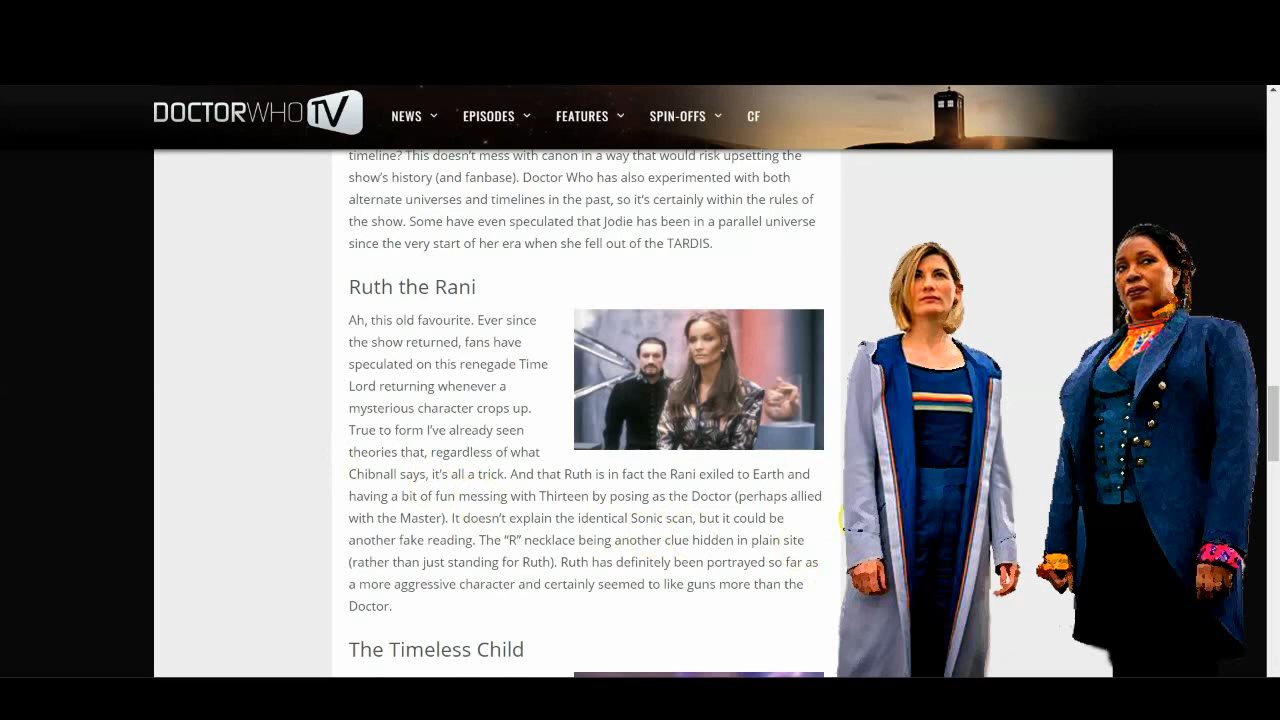 DOCTORWHO TV
NEWS EPISODES FEATURES SPIN-OFFS CF
timeline? This doesn't mess with canon in a way that would risk upsetting the
show's history (and fanbase). Doctor Who has also experimented with both
alternate universes and timelines in the past, so it's certainly within the rules of
the show. Some have even speculated that Jodie has been in a parallel universe
since the very start of her era when she fell out of the TARDIS.
Ruth the Rani
Ah, this old favourite. Ever since
the show returned, fans have
speculated on this renegade Time
Lord returning whenever a
mysterious character crops up.
True to form I've already seen
theories that, regardless of what
Chibnall says, it's all a trick. And that Ruth is in fact the Rani exiled to Earth and
having a bit of fun messing with Thirteen by posing as the Doctor (perhaps allied
with the Master). It doesn't explain the identical Sonic scan, but it could be
another fake reading. The “R” necklace being another clue hidden in plain site
(rather than just standing for Ruth). Ruth has definitely been portrayed so far as
a more aggressive character and certainly seemed to like guns more than the
Doctor.
The Timeless Child